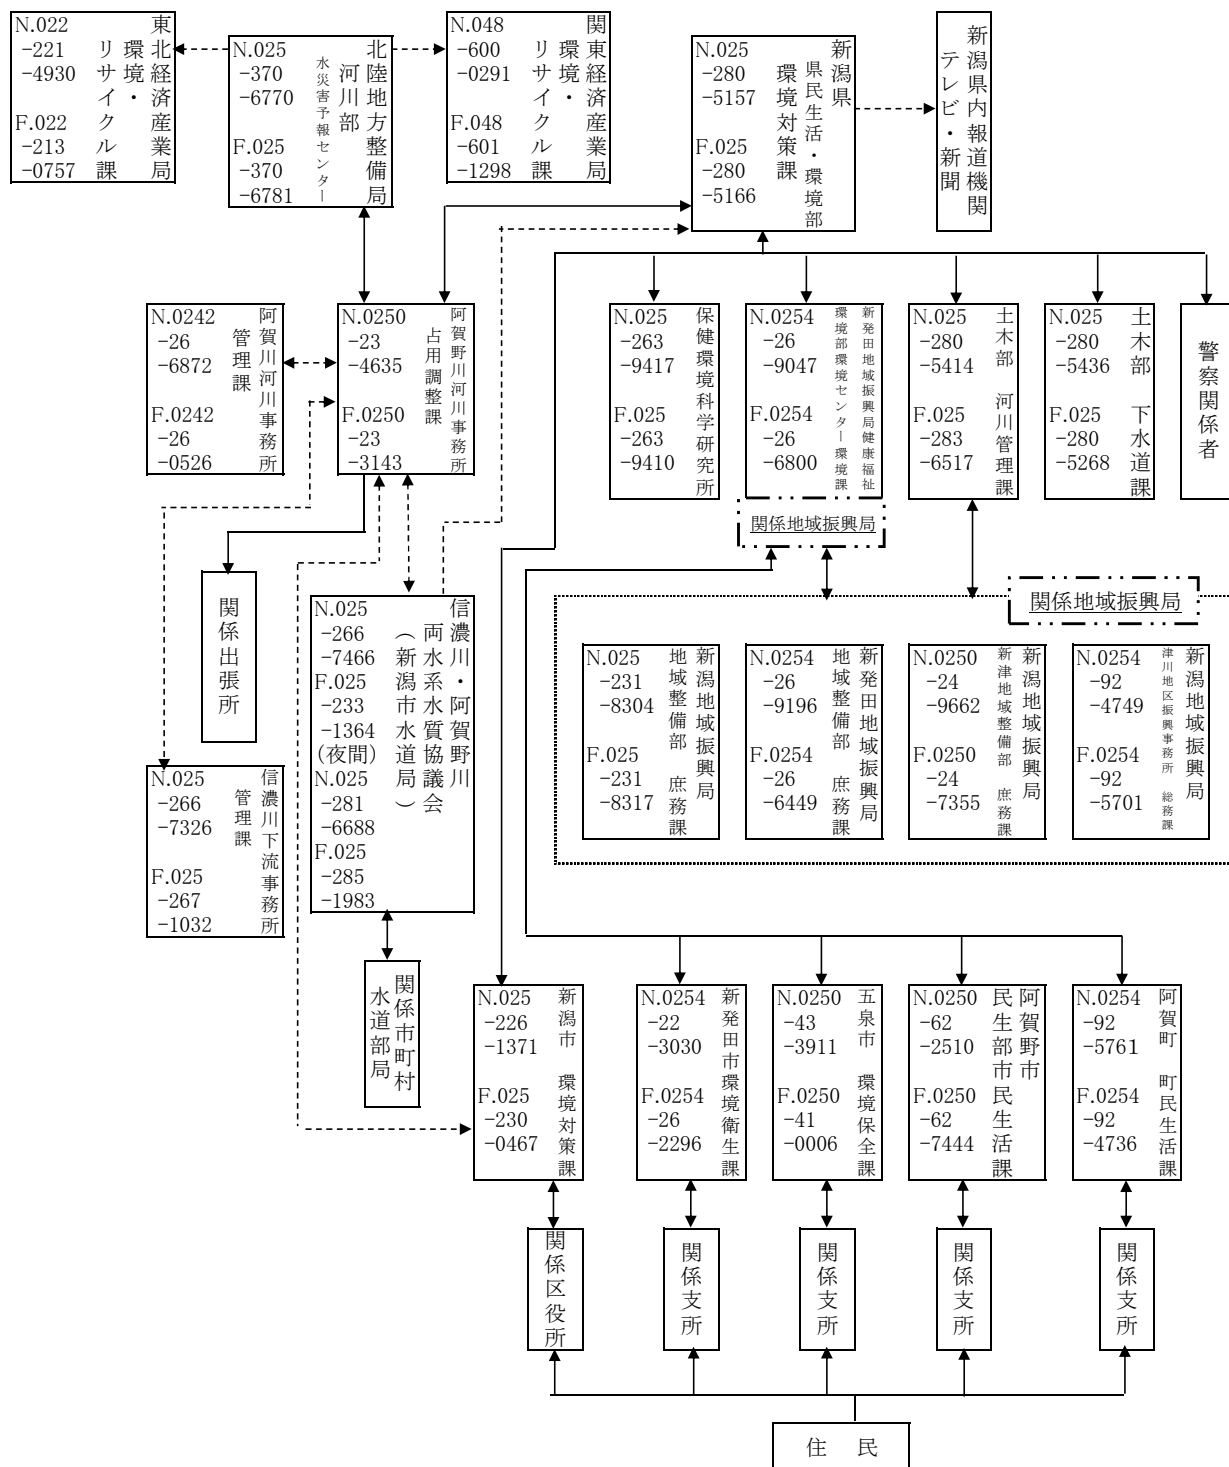 東北経済産業局
環境・
リサイクル課
N.022
-221
-4930
F.022
-213
-0757
北陸地方整備局
河川部
水災害予報センター
N.025
-370
-6770
F.025
-370
-6781
関東経済産業局
環境・
リサイクル課
N.048
-600
-0291
F.048
-601
-1298
新潟県
県民生活・環境部
環境対策課
N.025
-280
-5157
F.025
-280
-5166
新潟県内報道機関
テレビ・新聞
阿賀川河川事務所
管理課
N.0242
-26
-6872
F.0242
-26
-0526
阿賀野川河川事務所
占用調整課
N.0250
-23
-4635
F.0250
-23
-3143
保健環境科学研究所
N.025
-263
-9417
F.025
-263
-9410
新発田地域振興局健康福祉
環境部環境センター環境課
N.0254
-26
-9047
F.0254
-26
-6800
土木部 河川管理課
N.025
-280
-5414
F.025
-283
-6517
土木部 下水道課
N.025
-280
-5436
F.025
-280
-5268
警察関係者
関係地域振興局
関係地域振興局
関係出張所
信濃川・阿賀野川
両水系水質協議会
(新潟市水道局)
N.025
-266
-7466
F.025
-233
-1364
(夜間)
N.025
-281
-6688
F.025
-285
-1983
新潟地域振興局
地域整備部 庶務課
N.025
-231
-8304
F.025
-231
-8317
新発田地域振興局
地域整備部 庶務課
N.0254
-26
-9196
F.0254
-26
-6449
新潟地域振興局
新津地域整備部 庶務課
N.0250
-24
-9662
F.0250
-24
-7355
新潟地域振興局
津川地区振興事務所 総務課
N.0254
-92
-4749
F.0254
-92
-5701
信濃川下流事務所
管理課
N.025
-266
-7326
F.025
-267
-1032
関係市町村
水道部局
新潟市 環境対策課
N.025
-226
-1371
F.025
-230
-0467
新発田市環境衛生課
N.0254
-22
-3030
F.0254
-26
-2296
五泉市 環境保全課
N.0250
-43
-3911
F.0250
-41
-0006
阿賀野市
民生部市民生活課
N.0250
-62
-2510
F.0250
-62
-7444
阿賀町 町民生活課
N.0254
-92
-5761
F.0254
-92
-4736
関係区役所
関係支所
関係支所
関係支所
関係支所
住 民